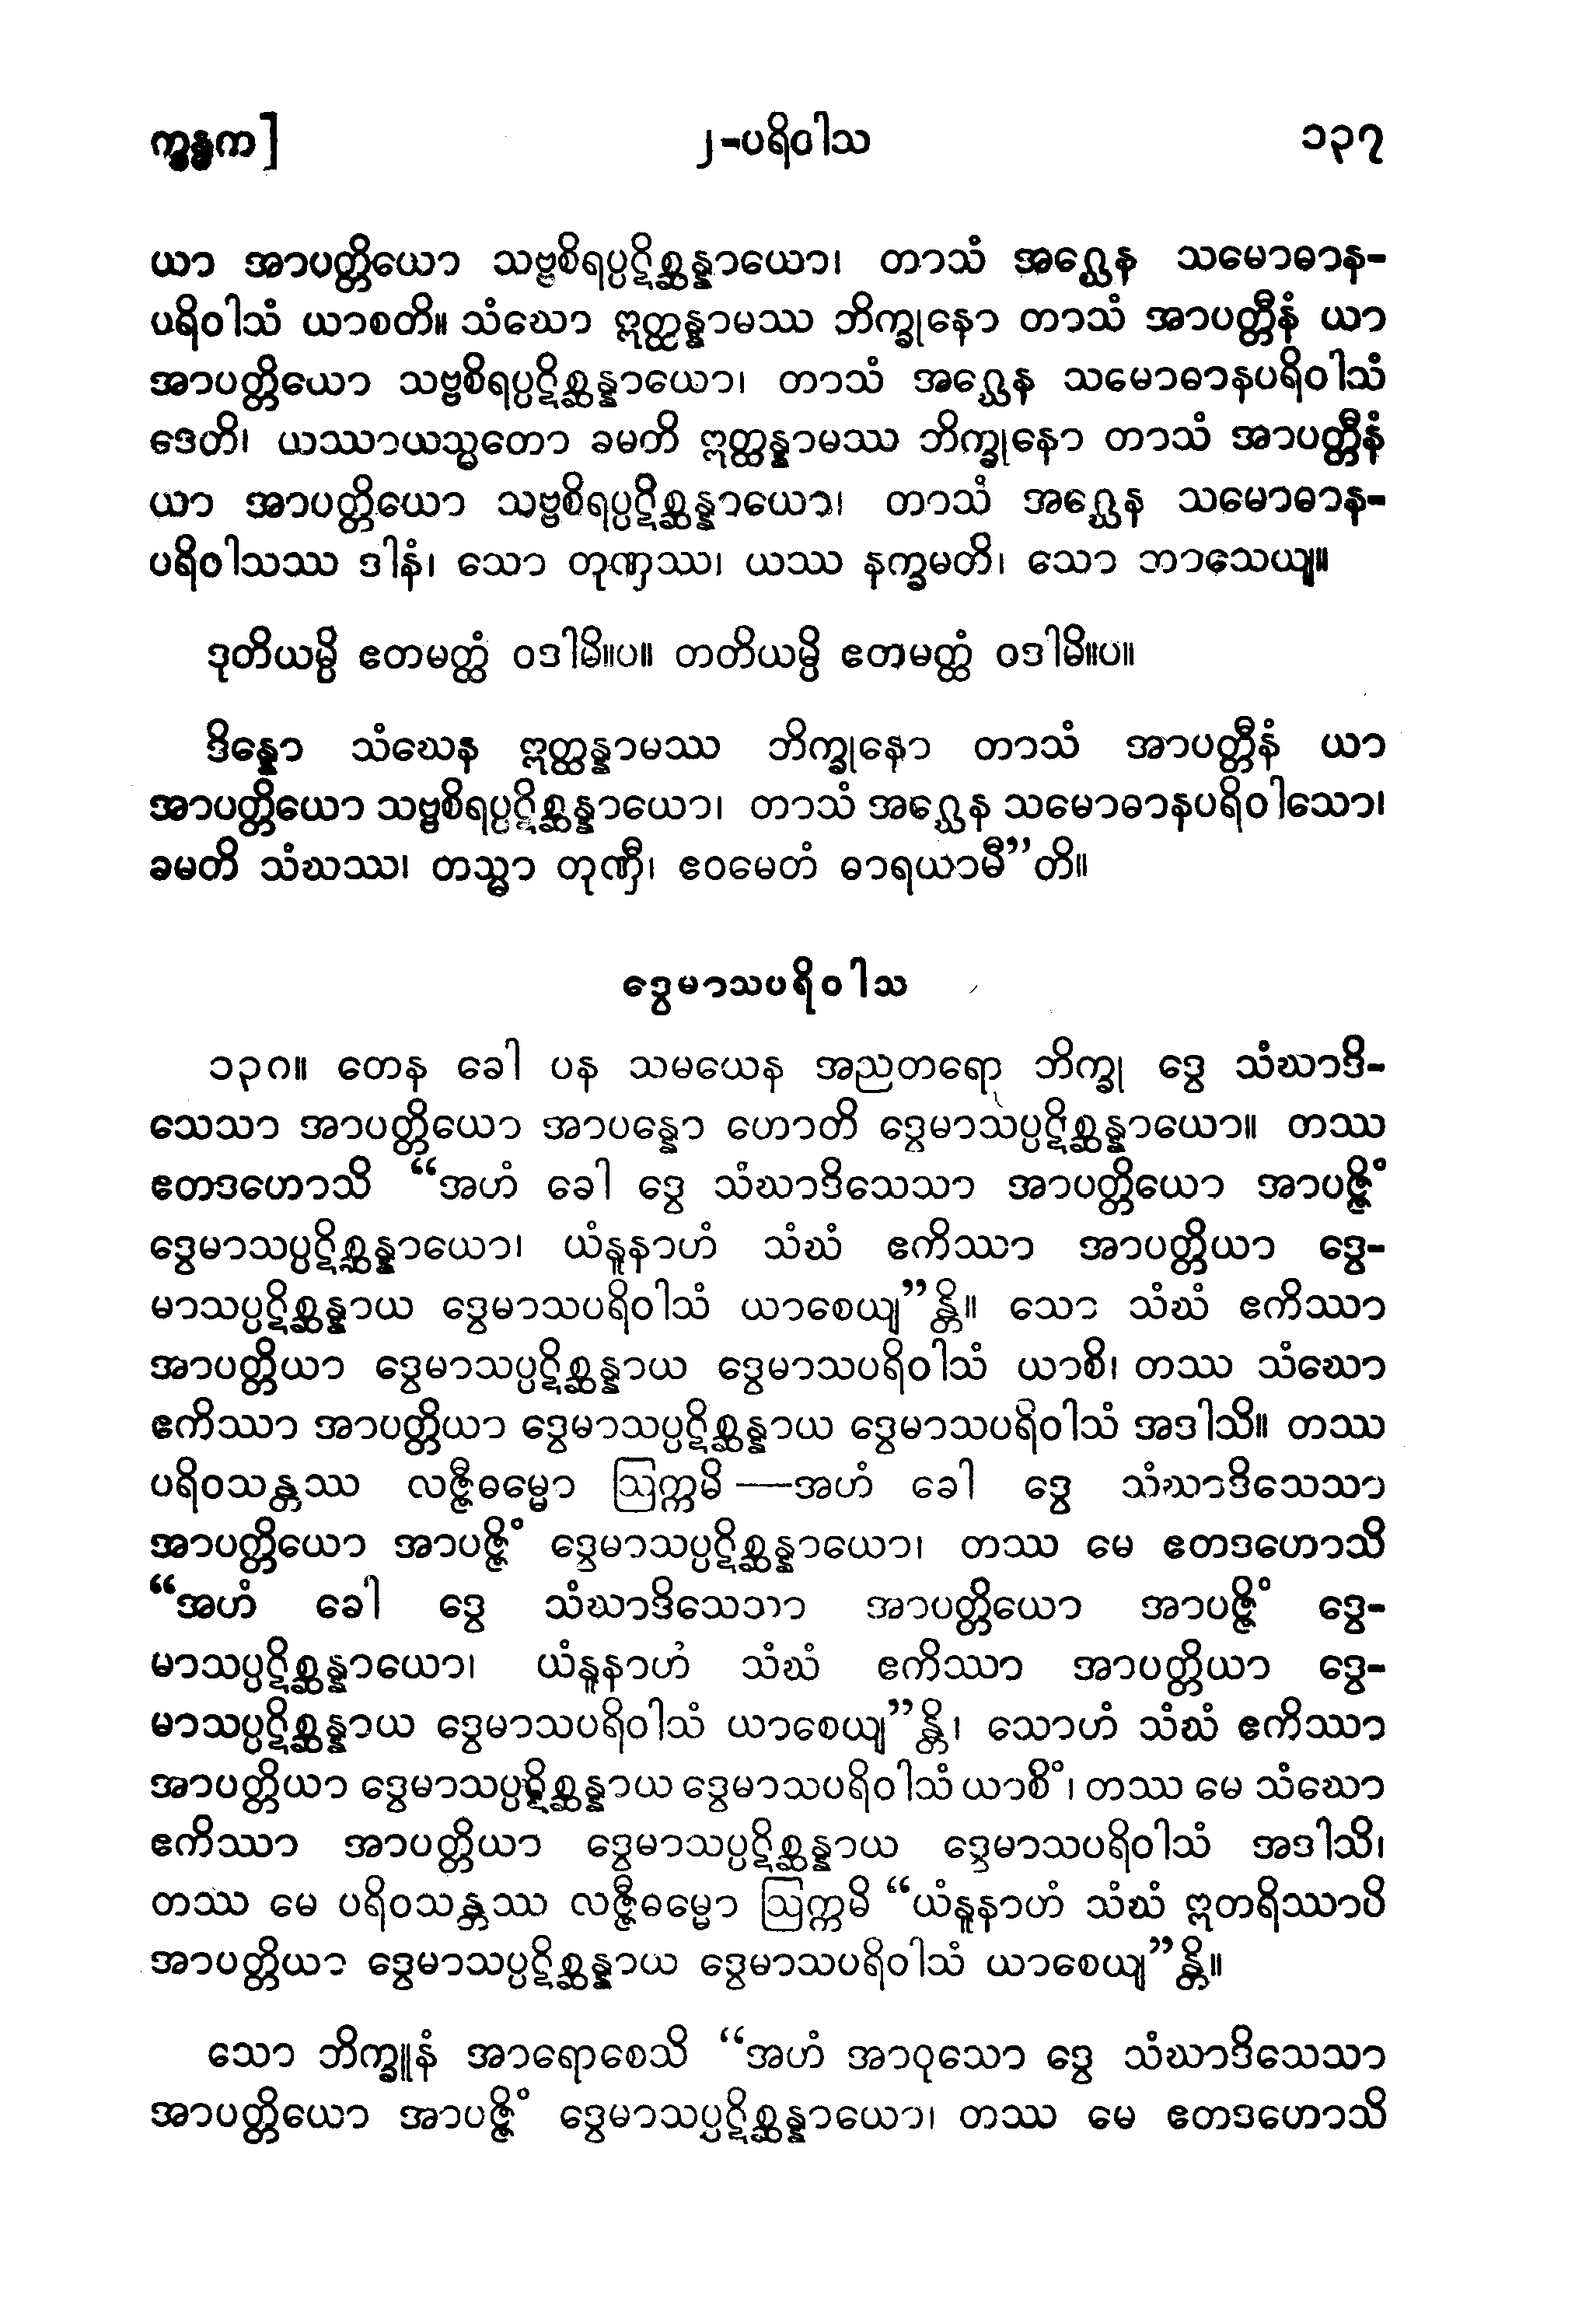 က္ခန္ဓက]
၂-ပရိဝါသ
၁၃၇
ယာ အာပတ္တိယော သဗ္ဗစိရပ္ပဋိစ္ဆန္နာယော၊ တာသံ အဂ္ဃေန သမောဓာန-
ပရိဝါသံ ယာစတိ။ သံဃော ဣတ္ထန္နာမဿ ဘိက္ခုနော တာသံ အာပတ္တီနံ ယာ
အာပတ္တိယော သဗ္ဗစိရပ္ပဋိစ္ဆန္နာယော၊ တာသံ အဂ္ဃေန သမောဓာနပရိဝါသံ
ဒေတိ၊ ယဿာယသ္မတော ခမတိ ဣတ္ထန္နာမဿ ဘိက္ခုနော တာသံ အာပတ္တီနံ
ယာ အာပတ္တိယော သဗ္ဗစိရပ္ပဋိစ္ဆန္နာယော၊ တာသံ အဂ္ဃေန သမောဓာန-
ပရိဝါသဿ ဒါနံ၊ သော တုဏှဿ၊ ယဿ နက္ခမတိ၊ သော ဘာသေယျ။
ဒုတိယမ္ပိ ဧတမတ္ထံ ဝဒါမိ။ပ။ တတိယမ္ပိ ဧတမတ္ထံ ဝဒါမိ။ပ။
ဒိန္နော သံဃေန ဣတ္ထန္နာမဿ ဘိက္ခုနော တာသံ အာပတ္တီနံ ယာ
အာပတ္တိယော သဗ္ဗစိရပ္ပဋိစ္ဆန္နာယော၊ တာသံ အဂ္ဃေန သမောဓာနပရိဝါသော၊
ခမတိ သံဃဿ၊ တသ္မာ တုဏှီ၊ ဧဝမေတံ ဓာရယာမီ”တိ။
ဒွေမာသပရိဝါသ
၁၃၈။ တေန ခေါ ပန သမယေန အညတရော ဘိက္ခု ဒွေ သံဃာဒိ-
သေသာ အာပတ္တိယော အာပန္နော ဟောတိ ဒွေမာသပ္ပဋိစ္ဆန္နာယော။ တဿ
ဧတဒဟောသိ “အဟံ ခေါ ဒွေ သံဃာဒိသေသာ အာပတ္တိယော အာပဇ္ဇိံ
ဒွေမာသပ္ပဋိစ္ဆန္နာယော၊ ယံနူနာဟံ သံဃံ ဧကိဿာ အာပတ္တိယာ ဒွေ-
မာသပ္ပဋိစ္ဆန္နာယ ဒွေမာသပရိဝါသံ ယာစေယျ”န္တိ။ သော သံဃံ ဧကိဿာ
အာပတ္တိယာ ဒွေမာသပ္ပဋိစ္ဆန္နာယ ဒွေမာသပရိဝါသံ ယာစိ၊ တဿ သံဃော
ဧကိဿာ အာပတ္တိယာ ဒွေမာသပ္ပဋိစ္ဆန္နာယ ဒွေမာသပရိဝါသံ အဒါသိ။ တဿ
ပရိဝသန္တဿ လဇ္ဇီဓမ္မော ဩက္ကမိ —အဟံ ခေါ ဒွေ သံဃာဒိသေသာ
အာပတ္တိယော အာပဇ္ဇိံ ဒွေမာသပ္ပဋိစ္ဆန္နာယော၊ တဿ မေ ဧတဒဟောသိ
“အဟံ ခေါ ဒွေ သံဃာဒိသေသာ အာပတ္တိယော အာပဇ္ဇိံ ဒွေ-
မာသပ္ပဋိစ္ဆန္နာယော၊ ယံနူနာဟံ သံဃံ ဧကိဿာ အာပတ္တိယာ ဒွေ-
မာသပ္ပဋိစ္ဆန္နာယ ဒွေမာသပရိဝါသံ ယာစေယျ”န္တိ၊ သောဟံ သံဃံ ဧကိဿာ
အာပတ္တိယာ ဒွေမာသပ္ပဋိစ္ဆန္နာယ ဒွေမာသပရိဝါသံ ယာစိံ၊ တဿ မေ သံဃော
ဧကိဿာ အာပတ္တိယာ ဒွေမာသပ္ပဋိစ္ဆန္နာယ ဒွေမာသပရိဝါသံ အဒါသိ၊
တဿ မေ ပရိဝသန္တဿ လဇ္ဇီဓမ္မော ဩက္ကမိ “ယံနူနာဟံ သံဃံ ဣတရိဿာပိ
အာပတ္တိယာ ဒွေမာသပ္ပဋိစ္ဆန္နာယ ဒွေမာသပရိဝါသံ ယာစေယျ”န္တိ။
သော ဘိက္ခူနံ အာရောစေသိ “အဟံ အာဝုသော ဒွေ သံဃာဒိသေသာ
အာပတ္တိယော အာပဇ္ဇိံ ဒွေမာသပ္ပဋိစ္ဆန္နာယော၊ တဿ မေ ဧတဒဟောသိ